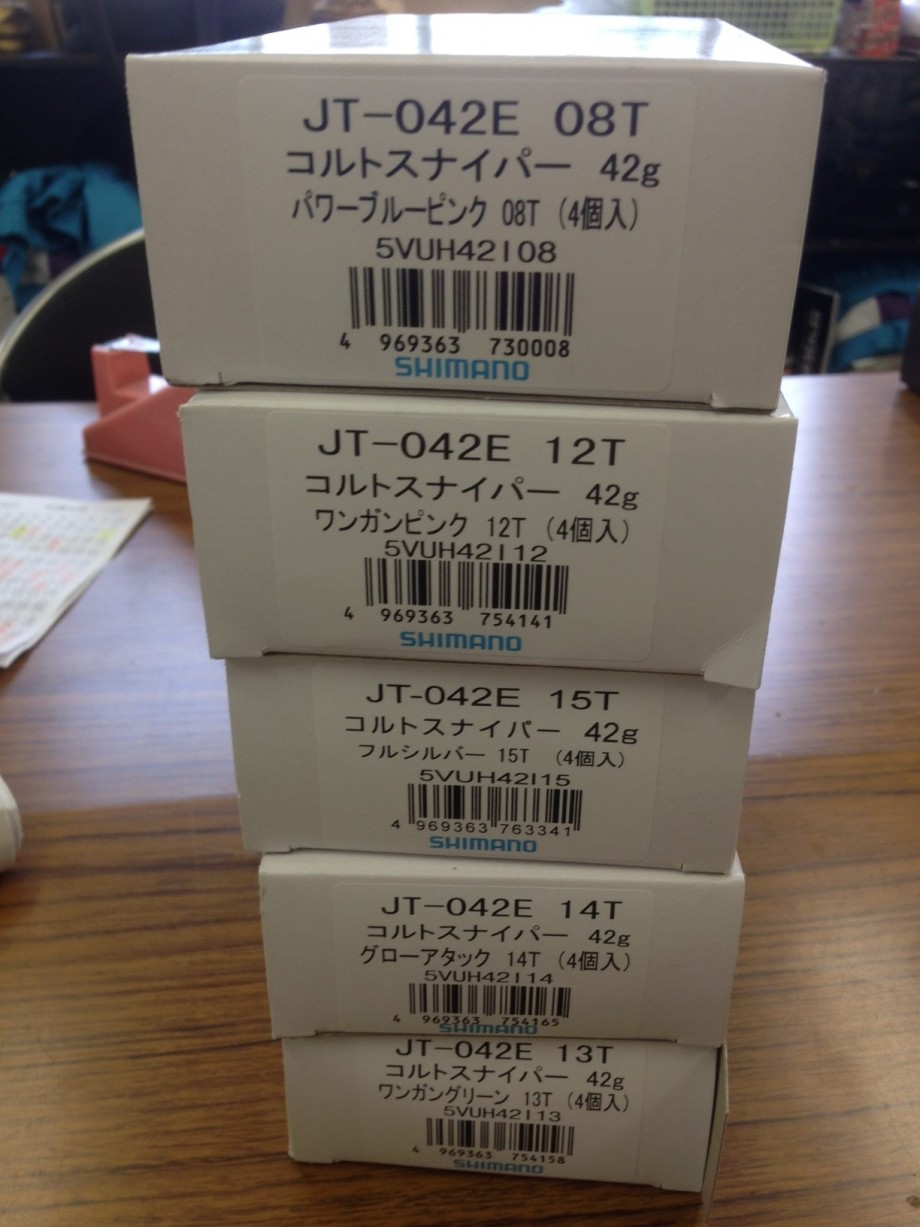 JT-042E 08T
コルトスナイパー 42g
パワーブルーピンク 08T (4個入)
5VUH42I08
4 969363 730008
SHIMANO
JT-042E 12T
コルトスナイパー 42g
ワンガンピンク 12T (4個入)
5VUH42I12
4 969363 754141
SHIMANO
JT-042E 15T
コルトスナイパー 42g
フルシルバー 15T (4個入)
5VUH42I15
4 969363 763341
SHIMANO
JT-042E 14T
コルトスナイパー 42g
グローアタック 14T (4個入)
5VUH42I14
4 969363 754165
SHIMANO
JT-042E 13T
コルトスナイパー 42g
ワンガングリーン 13T (4個入)
5VUH42I13
4 969363 754158
SHIMANO